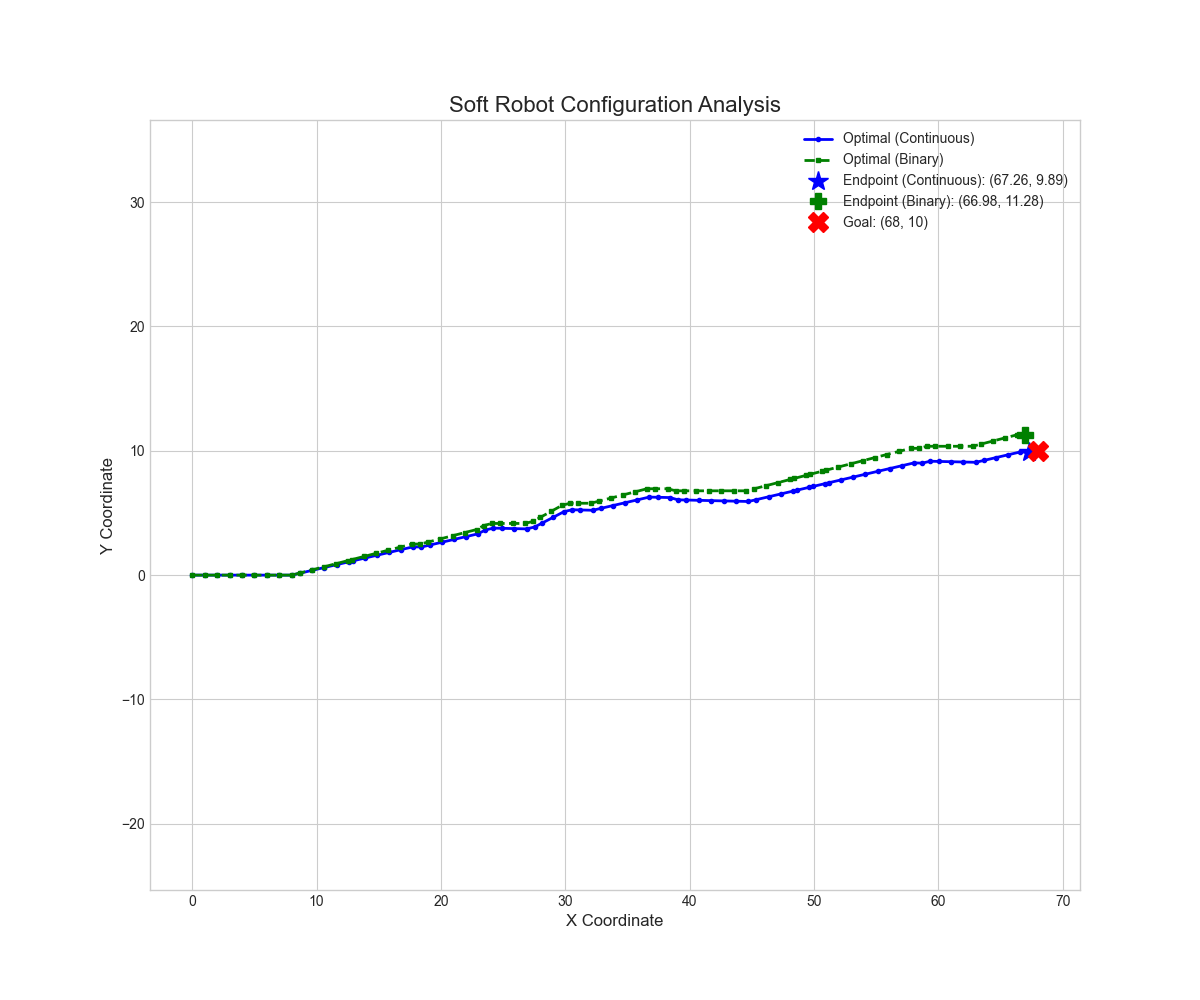 Soft Robot Configuration Analysis
Optimal (Continuous)
Optimal (Binary)
Endpoint (Continuous): (67.26, 9.89)
Endpoint (Binary): (66.98, 11.28)
Goal: (68, 10)
Y Coordinate
30
20
10
0
−10
−20
0 10 20 30 40 50 60 70
X Coordinate